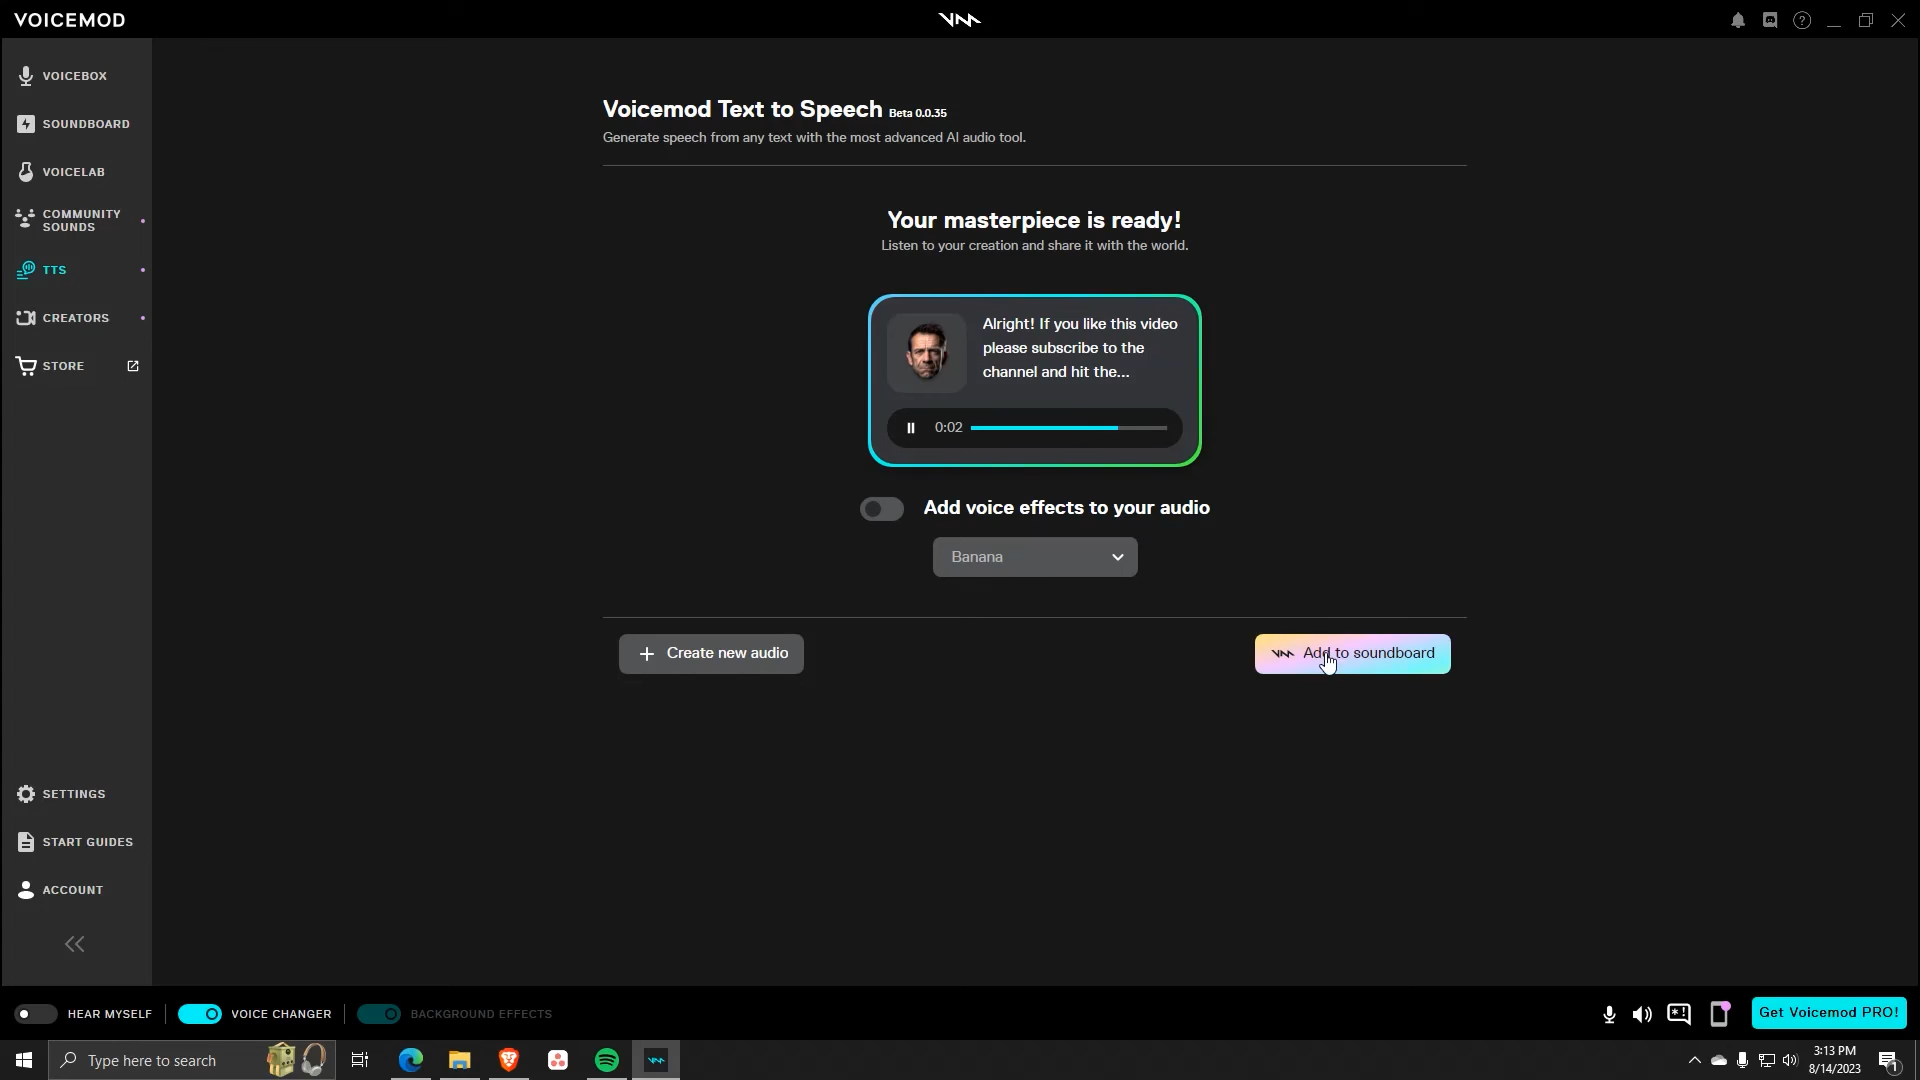 VOICEMOD
VOICEBOX
SOUNDBOARD
VOICELAB
COMMUNITY
SOUNDS
TTS
CREATORS
STORE
SETTINGS
START GUIDES
ACCOUNT
Voicemod Text to Speech Beta 0.0.35
Generate speech from any text with the most advanced AI audio tool.
Your masterpiece is ready!
Listen to your creation and share it with the world.
Alright! If you like this video
please subscribe to the
channel and hit the...
0:02
Add voice effects to your audio
Banana
Create new audio
Add to soundboard
HEAR MYSELF
VOICE CHANGER
BACKGROUND EFFECTS
Get Voicemod PRO!
Type here to search
3:13 PM
8/14/2023
1